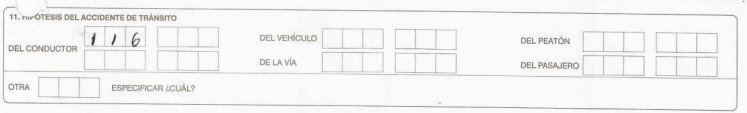 11. HIPÓTESIS DEL ACCIDENTE DE TRÁNSITO
DEL CONDUCTOR 1 1 6 DEL VEHÍCULO DEL PEATÓN
DE LA VÍA DEL PASAJERO
OTRA ESPECIFICAR ¿CUÁL?